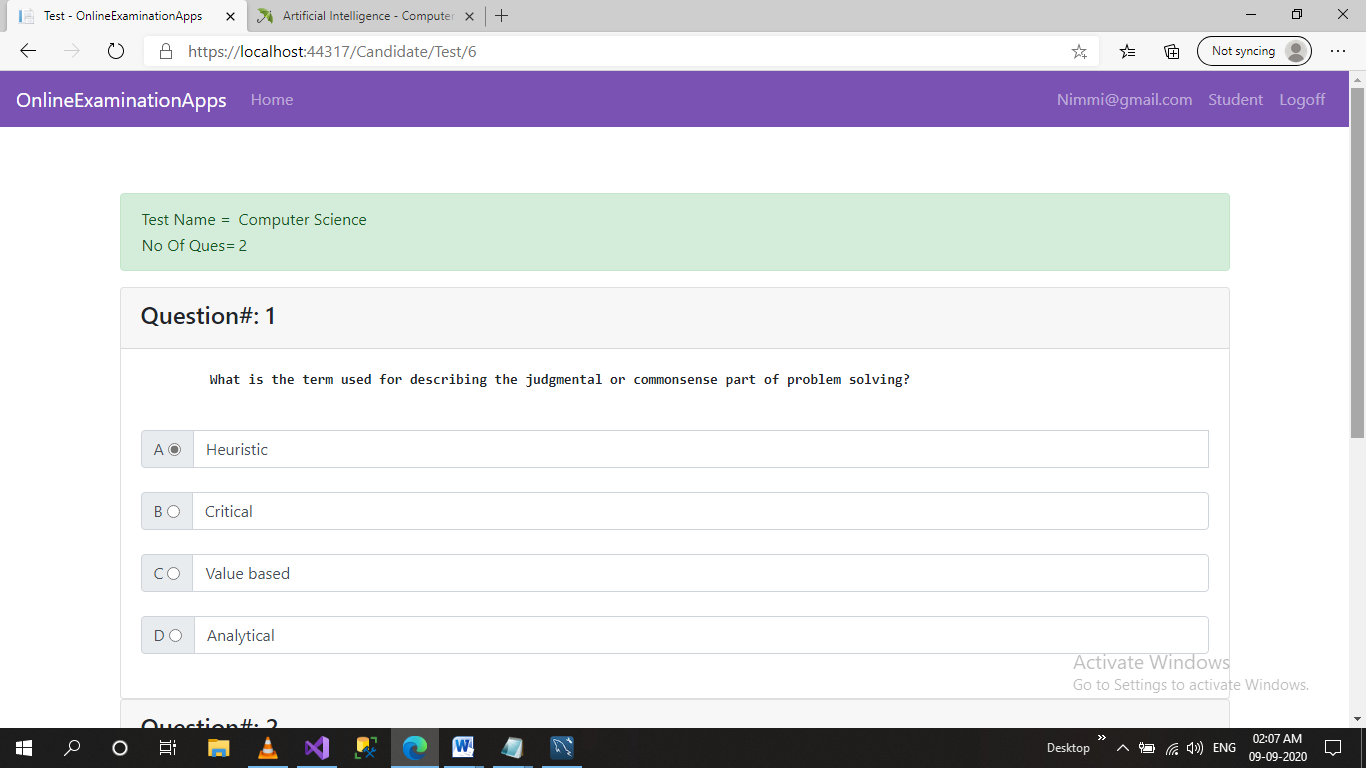 Test - OnlineExaminationApps
Artificial Intelligence - Computer
https://localhost:44317/Candidate/Test/6
Not syncing
OnlineExaminationApps Home Nimmi@gmail.com Student Logoff
Test Name = Computer Science
No Of Ques= 2
Question#: 1
What is the term used for describing the judgmental or commonsense part of problem solving?
A Heuristic
B Critical
C Value based
D Analytical
Activate Windows
Go to Settings to activate Windows.
Question#: 2
Desktop
ENG
02:07 AM
09-09-2020